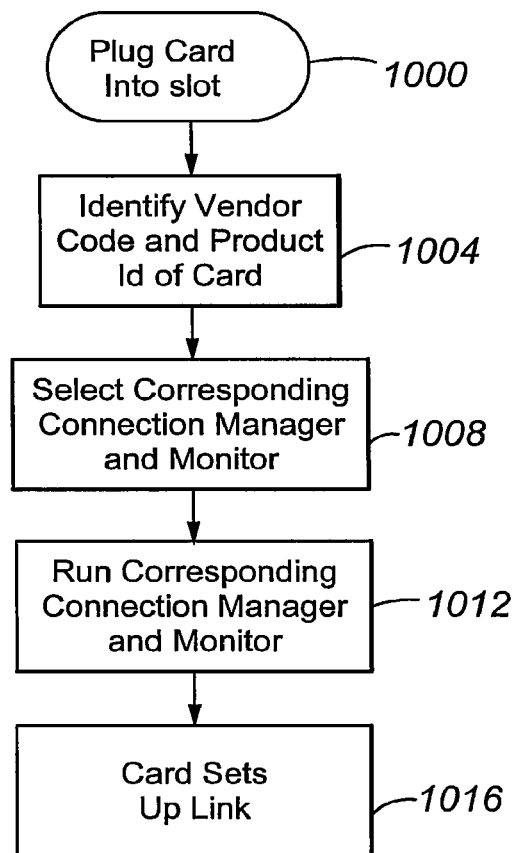 Plug Card
Into slot
1000
Identify Vendor
Code and Product
Id of Card
1004
Select Corresponding
Connection Manager
and Monitor
1008
Run Corresponding
Connection Manager
and Monitor
1012
Card Sets
Up Link
1016